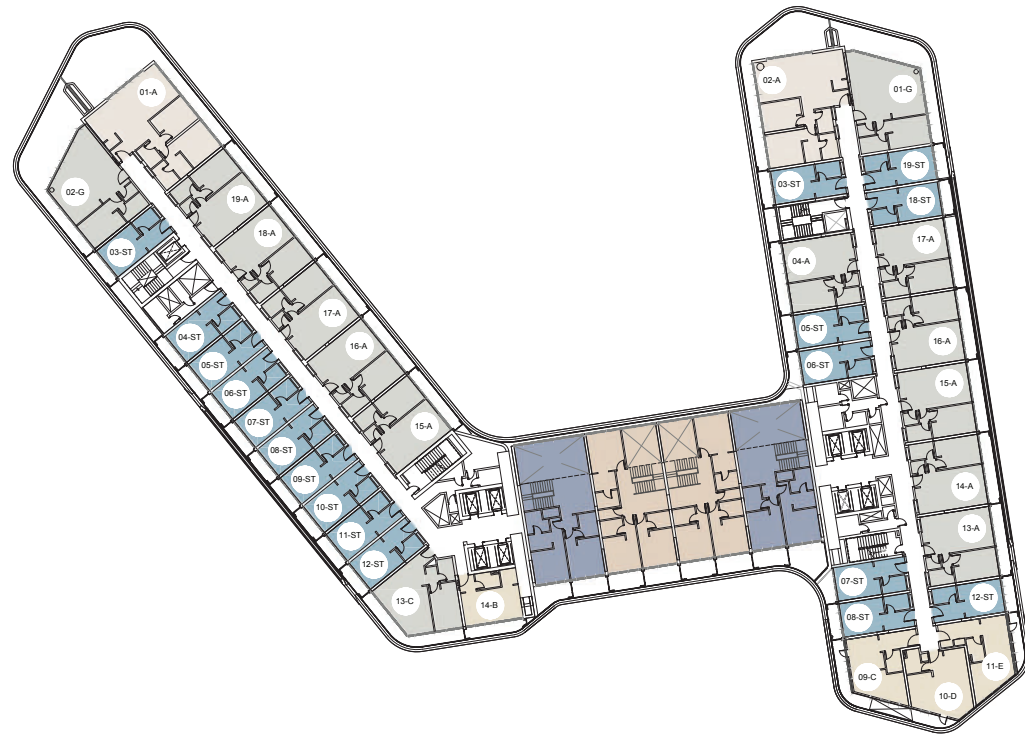 01-A
02-G
03-ST
19-A
18-A
17-A
16-A
15-A
04-ST
05-ST
06-ST
07-ST
08-ST
09-ST
10-ST
11-ST
12-ST
13-C
14-B
02-A
01-G
03-ST
19-ST
18-ST
04-A
17-A
05-ST
06-ST
16-A
15-A
14-A
13-A
07-ST
08-ST
12-ST
09-C
10-D
11-E